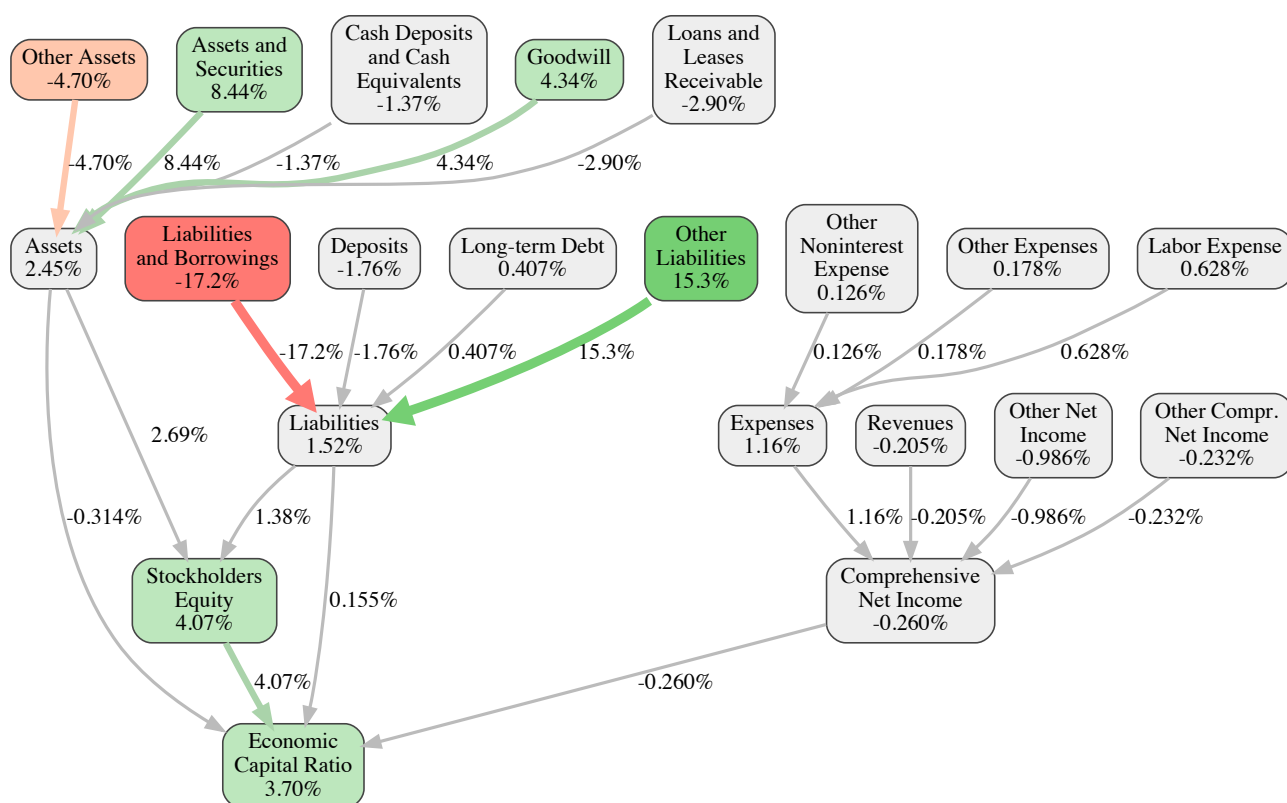 Other Assets
-4.70%
Assets and
Securities
8.44%
Cash Deposits
and Cash
Equivalents
-1.37%
Goodwill
4.34%
Loans and
Leases
Receivable
-2.90%
-4.70%
8.44%
-1.37%
4.34%
-2.90%
Assets
2.45%
Liabilities
and Borrowings
-17.2%
Deposits
-1.76%
Long-term Debt
0.407%
Other
Liabilities
15.3%
Other
Noninterest
Expense
0.126%
Other Expenses
0.178%
Labor Expense
0.628%
-17.2%
-1.76%
0.407%
15.3%
0.126%
0.178%
0.628%
2.69%
Liabilities
1.52%
Expenses
1.16%
Revenues
-0.205%
Other Net
Income
-0.986%
Other Compr.
Net Income
-0.232%
-0.314%
1.38%
1.16%
-0.205%
-0.986%
-0.232%
Stockholders
Equity
4.07%
0.155%
Comprehensive
Net Income
-0.260%
4.07%
-0.260%
Economic
Capital Ratio
3.70%